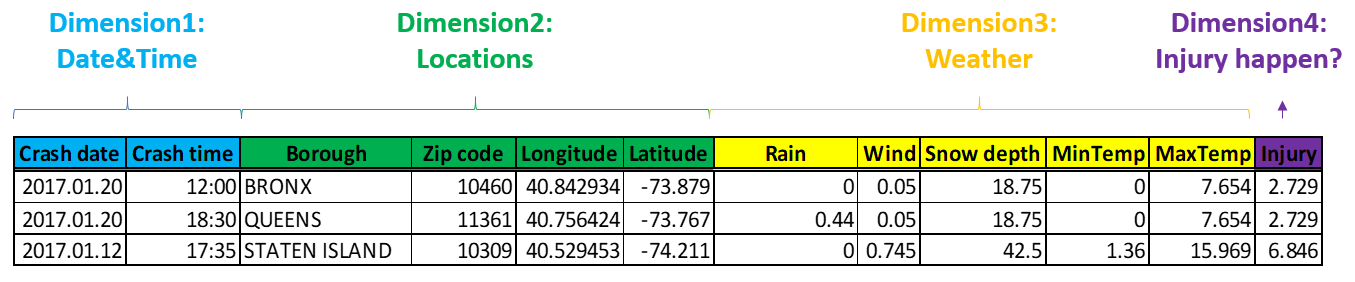 Dimension1: Dimension2: Dimension3: Dimension4:
Date&Time Locations Weather Injury happen?
Crash date Crash time Borough Zip code Longitude Latitude Rain Wind Snow depth MinTemp MaxTemp Injury
2017.01.20 12:00 BRONX 10460 40.842934 -73.879 0 0.05 18.75 0 7.654 2.729
2017.01.20 18:30 QUEENS 11361 40.756424 -73.767 0.44 0.05 18.75 0 7.654 2.729
2017.01.12 17:35 STATEN ISLAND 10309 40.529453 -74.211 0 0.745 42.5 1.36 15.969 6.846